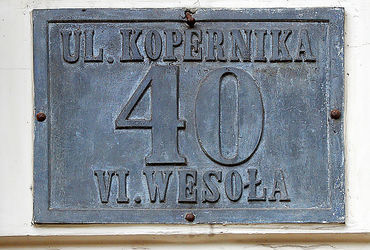 UL. KOPERNIKA
40
VI. WESOŁA